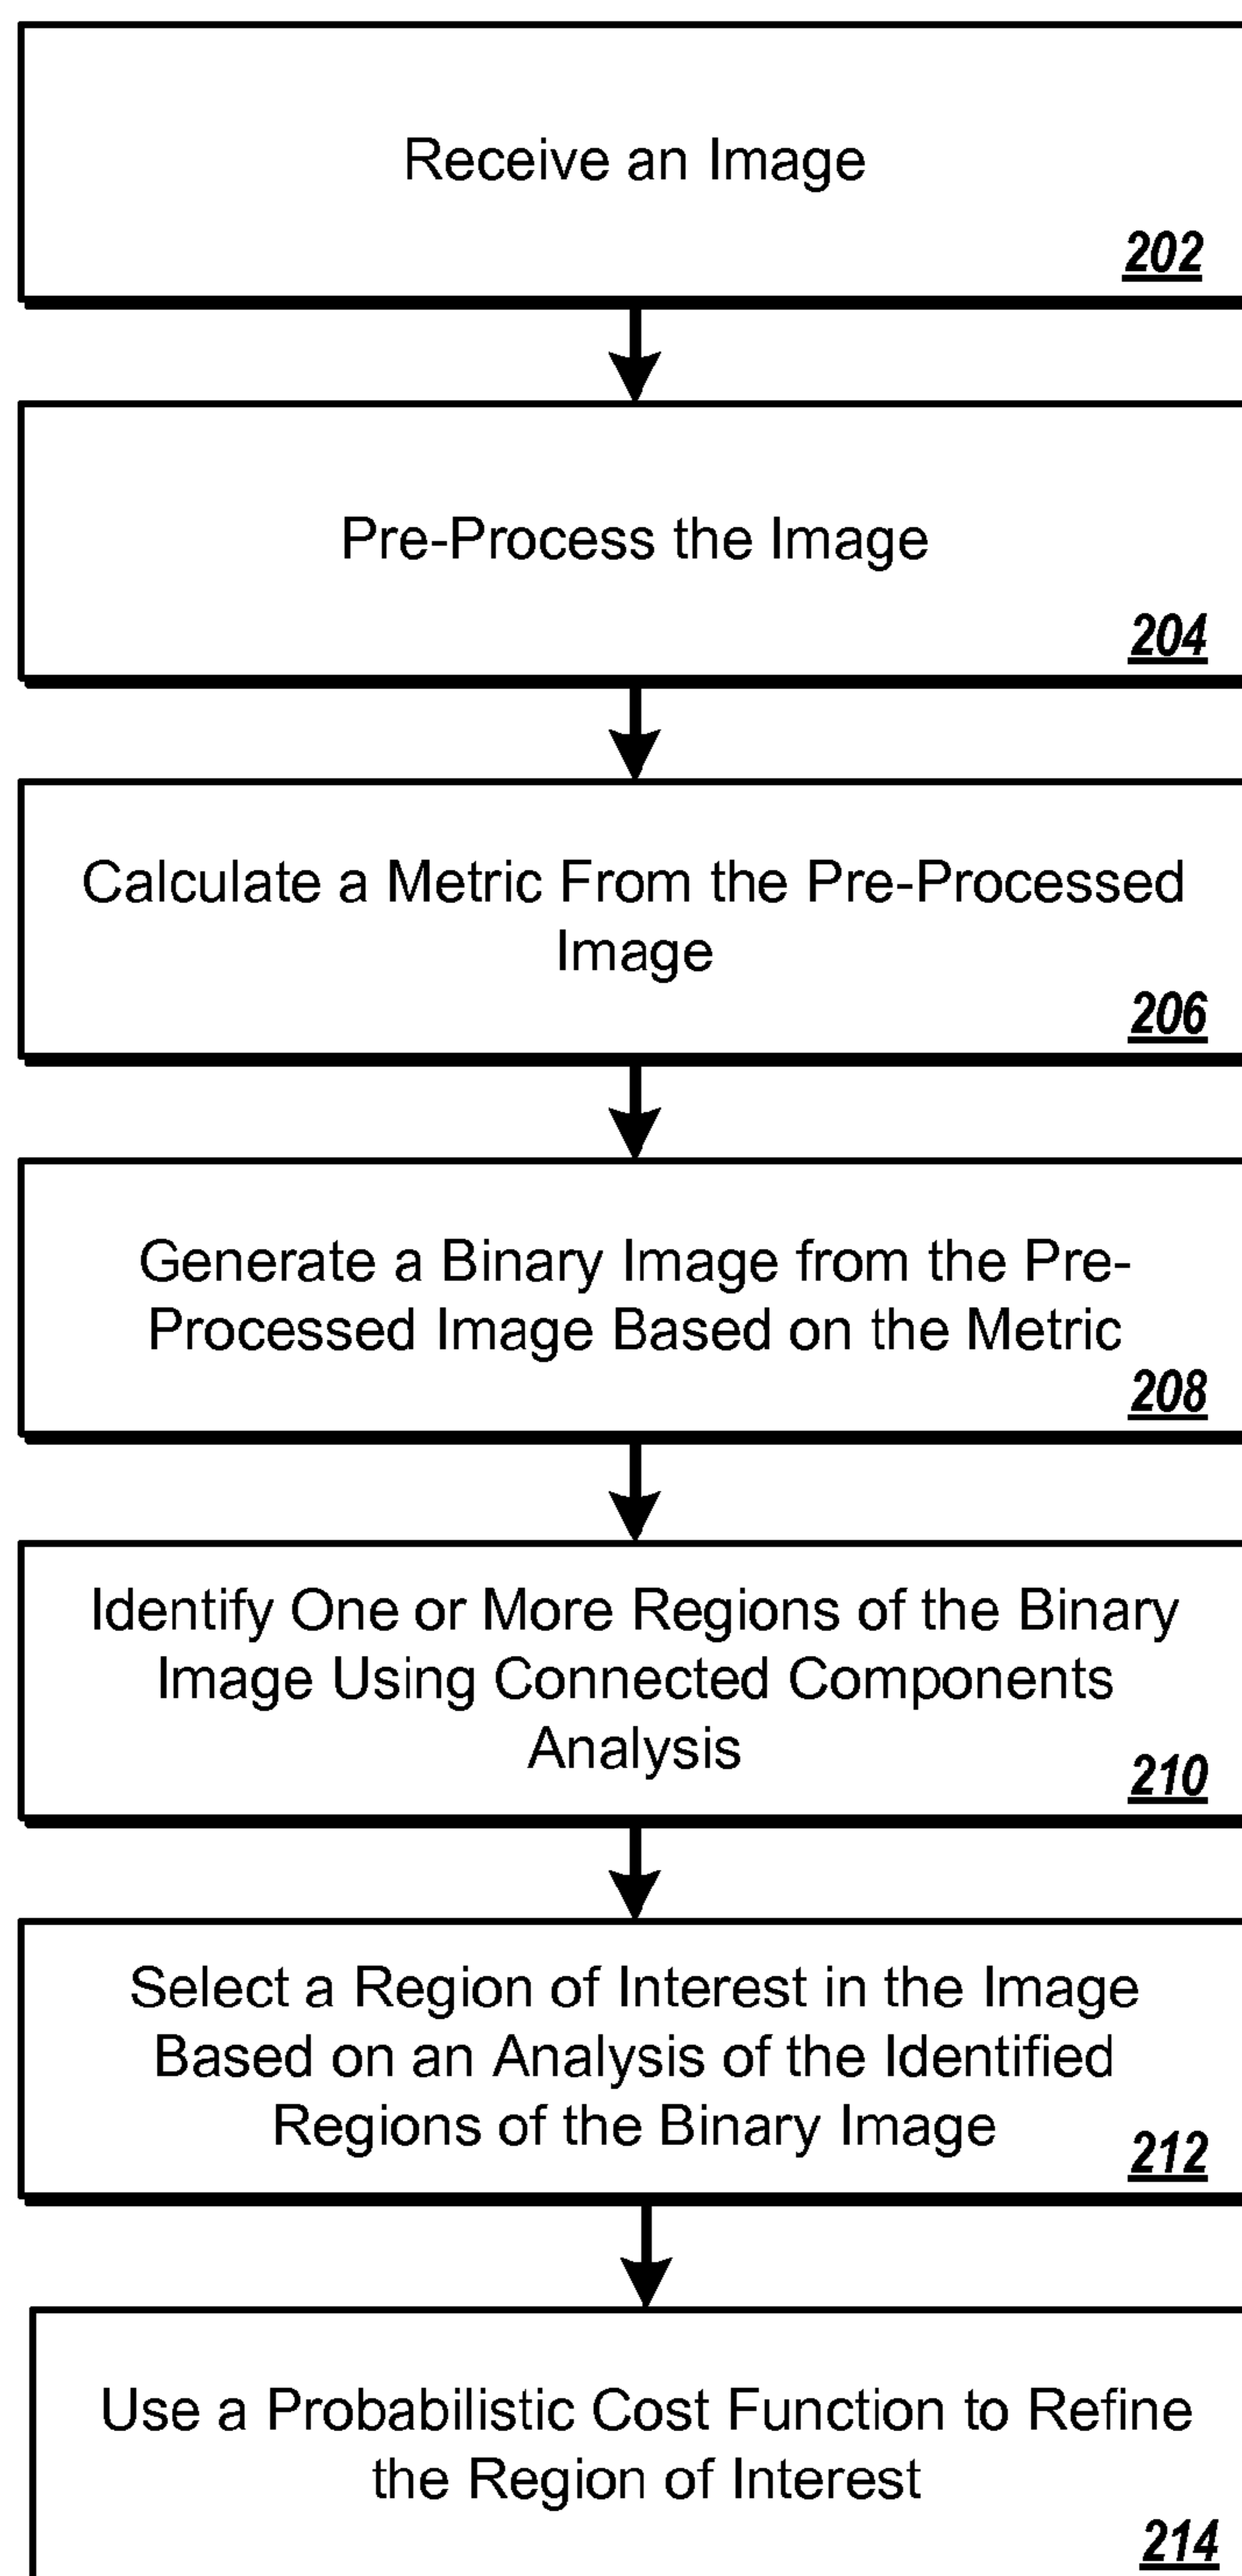 Receive an Image
202
Pre-Process the Image
204
Calculate a Metric From the Pre-Processed
Image
206
Generate a Binary Image from the Pre-
Processed Image Based on the Metric
208
Identify One or More Regions of the Binary
Image Using Connected Components
Analysis
210
Select a Region of Interest in the Image
Based on an Analysis of the Identified
Regions of the Binary Image
212
Use a Probabilistic Cost Function to Refine
the Region of Interest
214